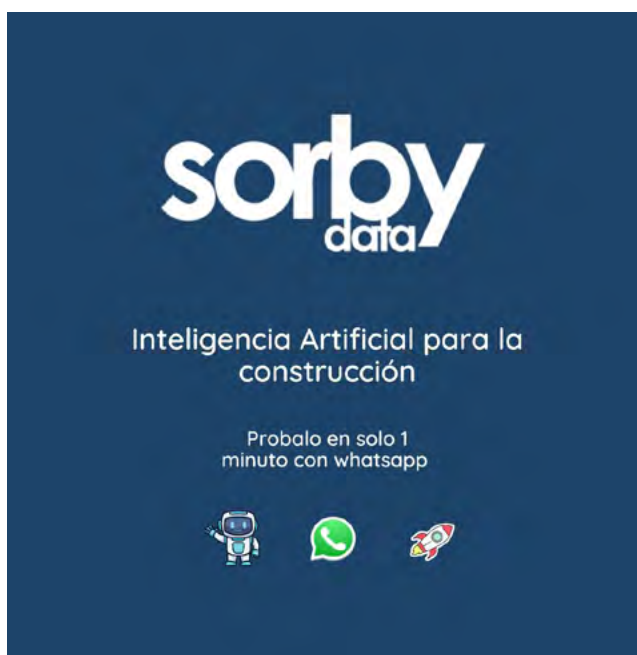 sorby
data
Inteligencia Artificial para la
construcción
Probalo en solo 1
minuto con whatsapp